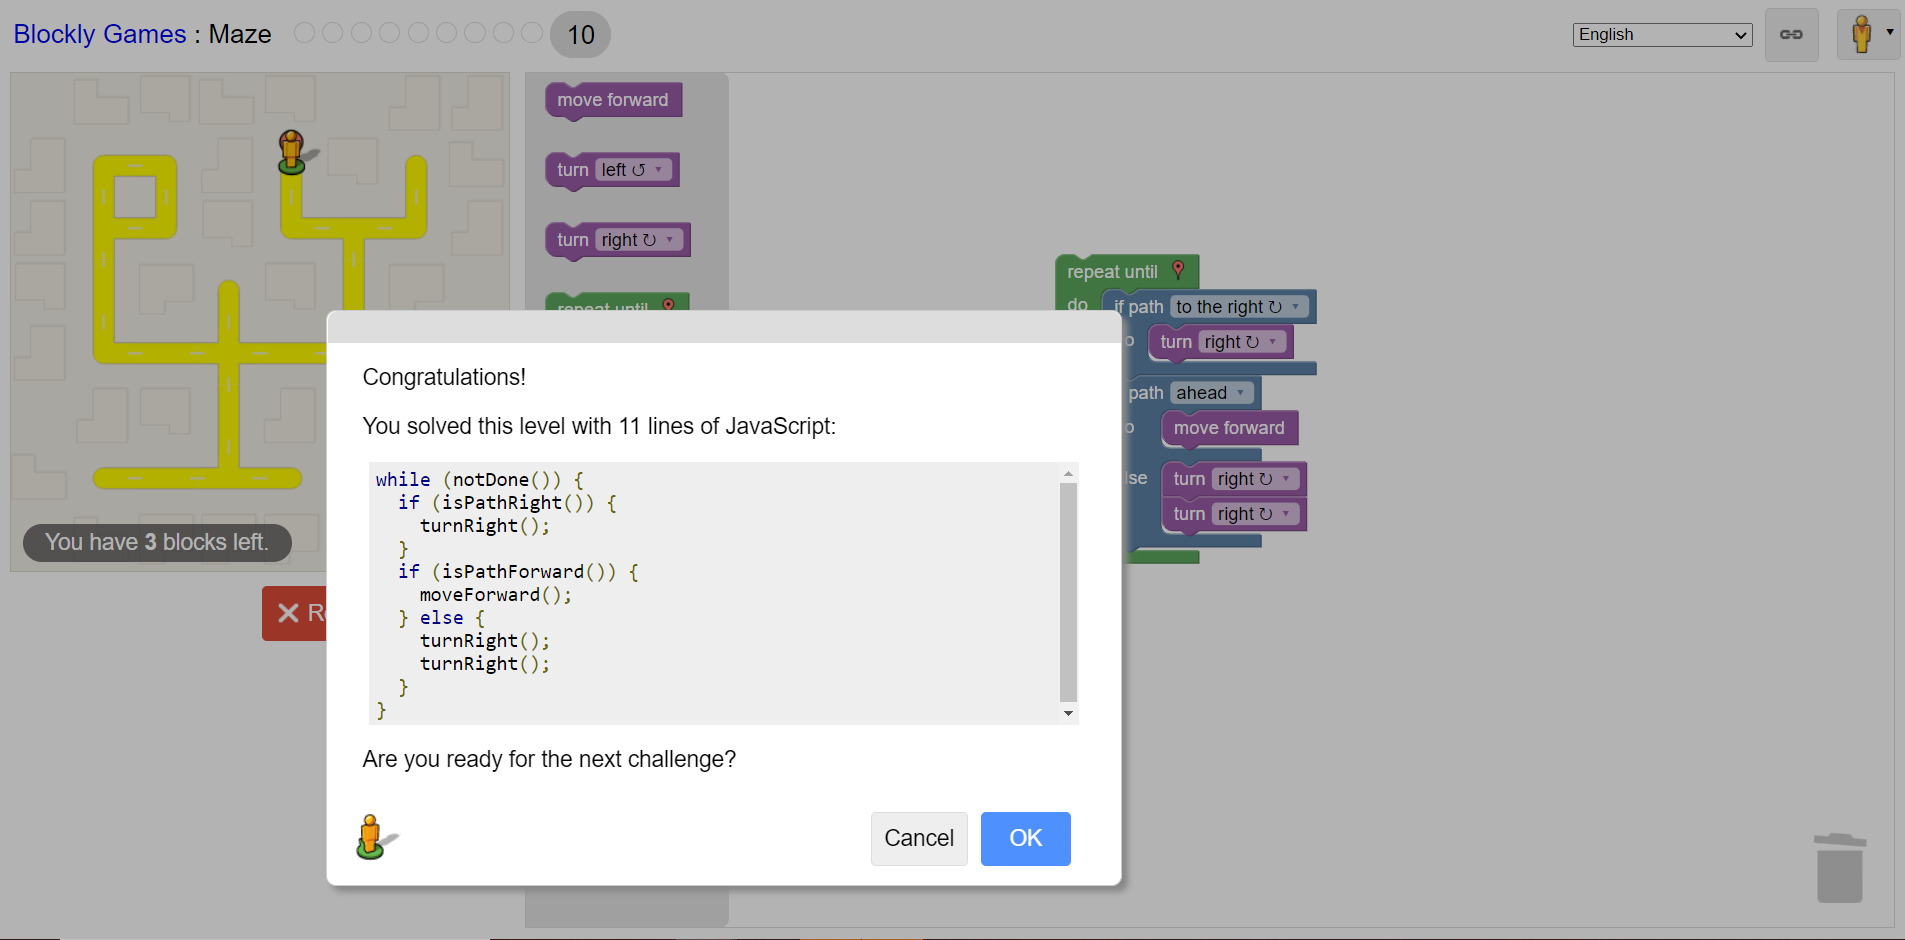 Blockly Games : Maze
10
English
move forward
turn left ↺ ▾
turn right ↻ ▾
repeat until
repeat until
do if path to the right ↻ ▾
turn right ↻ ▾
path ahead ▾
move forward
turn right ↻ ▾
turn right ↻ ▾
You have 3 blocks left.
Congratulations!
You solved this level with 11 lines of JavaScript:
while (notDone()) {
  if (isPathRight()) {
    turnRight();
  }
  if (isPathForward()) {
    moveForward();
  } else {
    turnRight();
    turnRight();
  }
}
Are you ready for the next challenge?
Cancel
OK